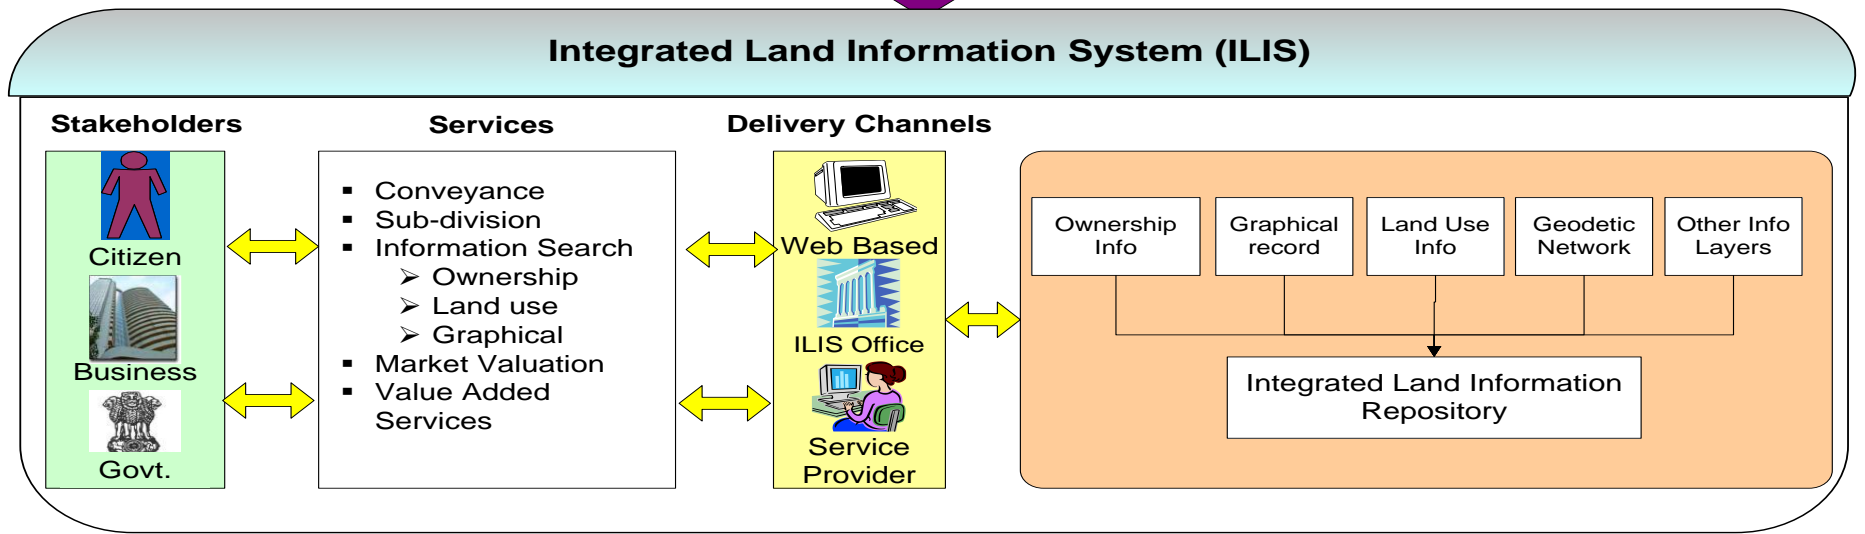 Integrated Land Information System (ILIS)
Stakeholders
Citizen
Business
Govt.
Services
▪ Conveyance
▪ Sub-division
▪ Information Search
➢ Ownership
➢ Land use
➢ Graphical
▪ Market Valuation
▪ Value Added
Services
Delivery Channels
Web Based
ILIS Office
Service
Provider
Ownership
Info
Graphical
record
Land Use
Info
Geodetic
Network
Other Info
Layers
Integrated Land Information
Repository